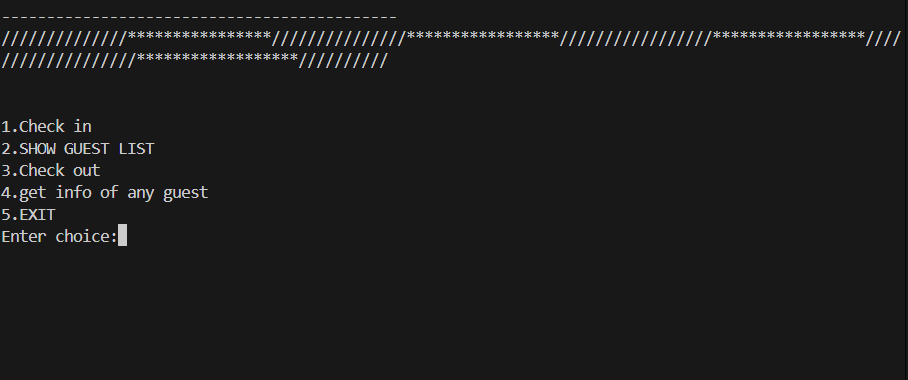 --------------------------------------------
//////////////****************///////////////*****************/////////////////*****************////
///////////////******************//////////
1.Check in
2.SHOW GUEST LIST
3.Check out
4.get info of any guest
5.EXIT
Enter choice: